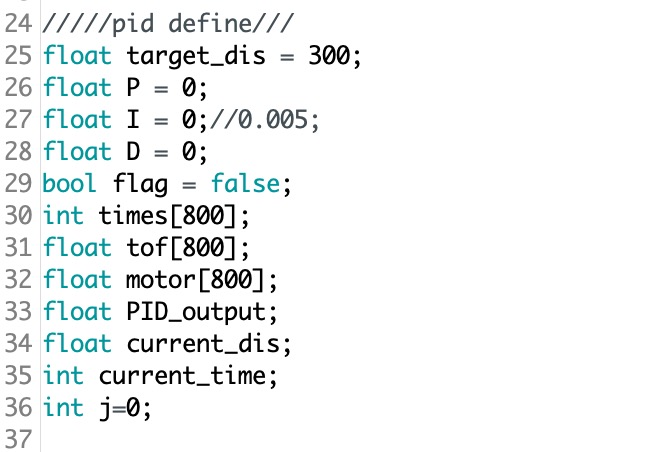 24 /////pid define///
25 float target_dis = 300;
26 float P = 0;
27 float I = 0;//0.005;
28 float D = 0;
29 bool flag = false;
30 int times[800];
31 float tof[800];
32 float motor[800];
33 float PID_output;
34 float current_dis;
35 int current_time;
36 int j=0;
37